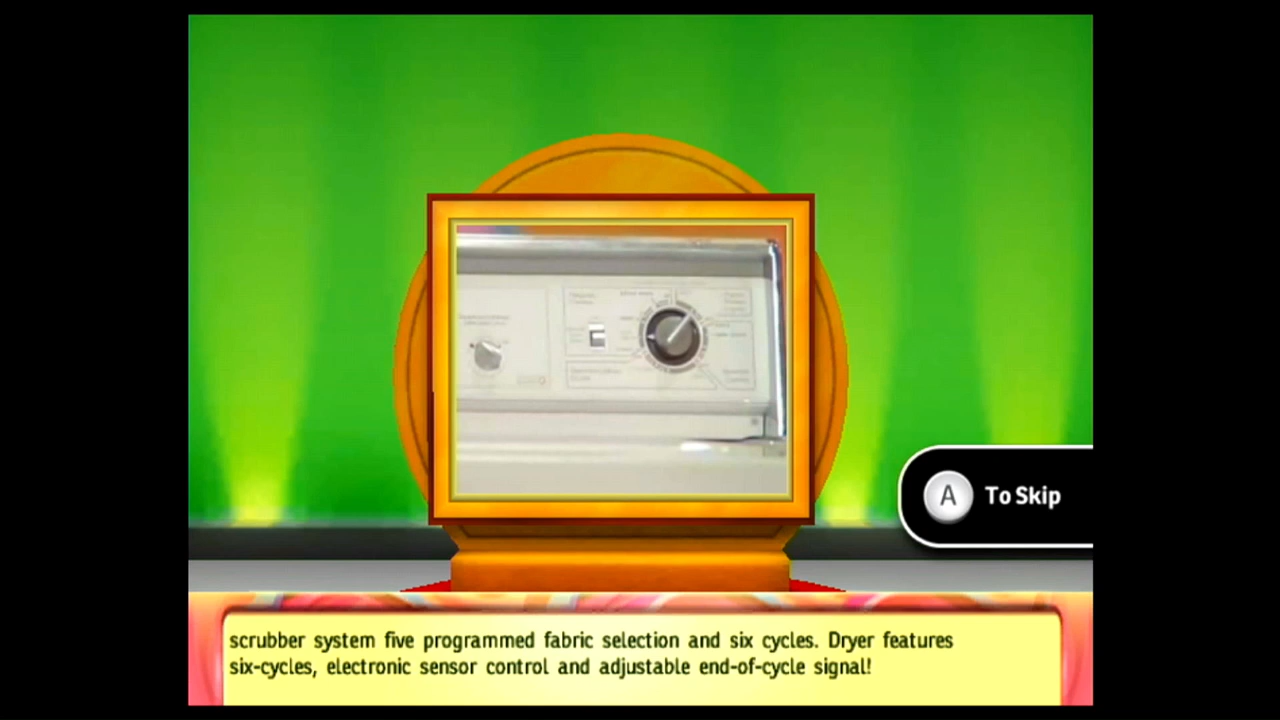 A To Skip
scrubber system five programmed fabric selection and six cycles. Dryer features
six-cycles, electronic sensor control and adjustable end-of-cycle signal!